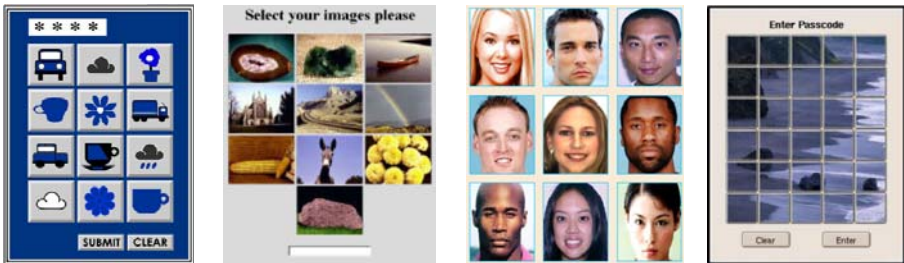 * * * *
SUBMIT CLEAR
Select your images please
Enter Passcode
Clear Enter